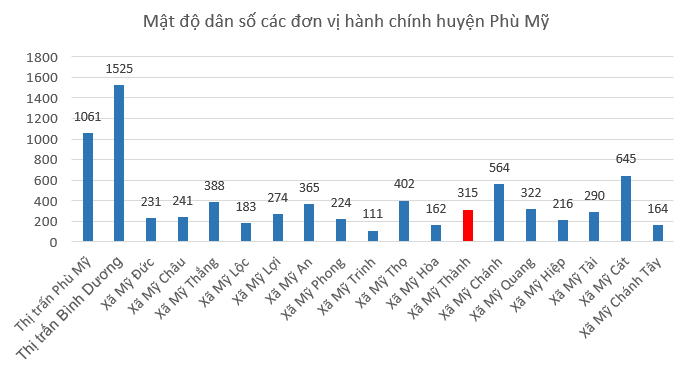 Mật độ dân số các đơn vị hành chính huyện Phù Mỹ
1800
1600
1400
1200
1000
800
600
400
200
0
1061
1525
231
241
388
183
274
365
224
111
402
162
315
564
322
216
290
645
164
Thị trấn Phù Mỹ
Thị trấn Bình Dương
Xã Mỹ Đức
Xã Mỹ Châu
Xã Mỹ Thắng
Xã Mỹ Lộc
Xã Mỹ Lợi
Xã Mỹ An
Xã Mỹ Phong
Xã Mỹ Trinh
Xã Mỹ Thọ
Xã Mỹ Hòa
Xã Mỹ Thành
Xã Mỹ Chánh
Xã Mỹ Quang
Xã Mỹ Hiệp
Xã Mỹ Tài
Xã Mỹ Cát
Xã Mỹ Chánh Tây